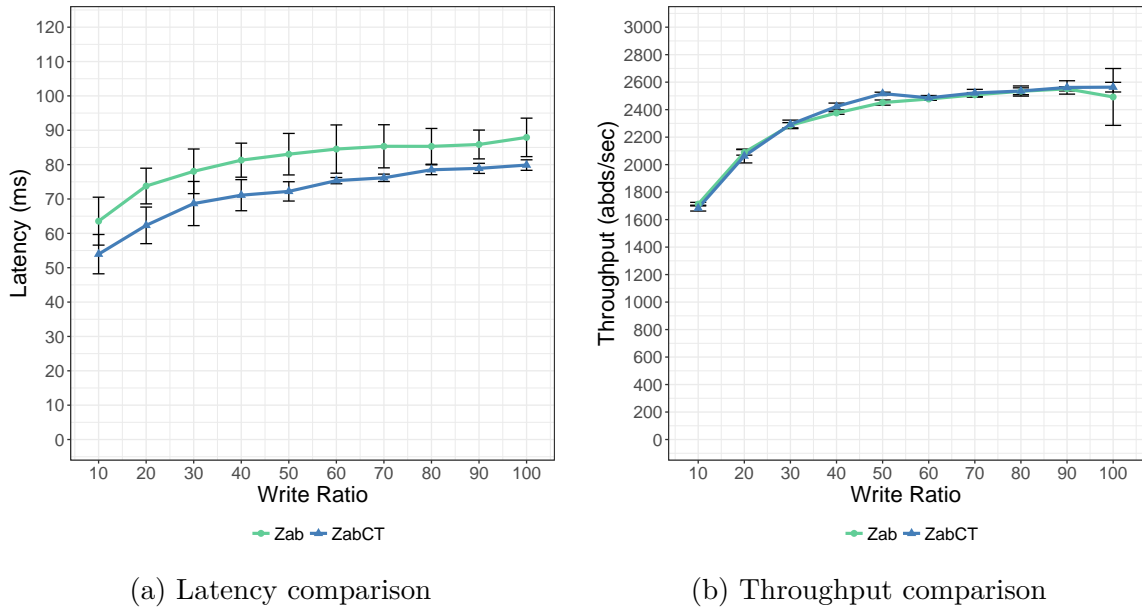 Latency (ms)
120
110
100
90
80
70
60
50
40
30
20
10
0
10 20 30 40 50 60 70 80 90 100
Write Ratio
Zab ZabCT
(a) Latency comparison
Throughput (abds/sec)
3000
2800
2600
2400
2200
2000
1800
1600
1400
1200
1000
800
600
400
200
0
10 20 30 40 50 60 70 80 90 100
Write Ratio
Zab ZabCT
(b) Throughput comparison